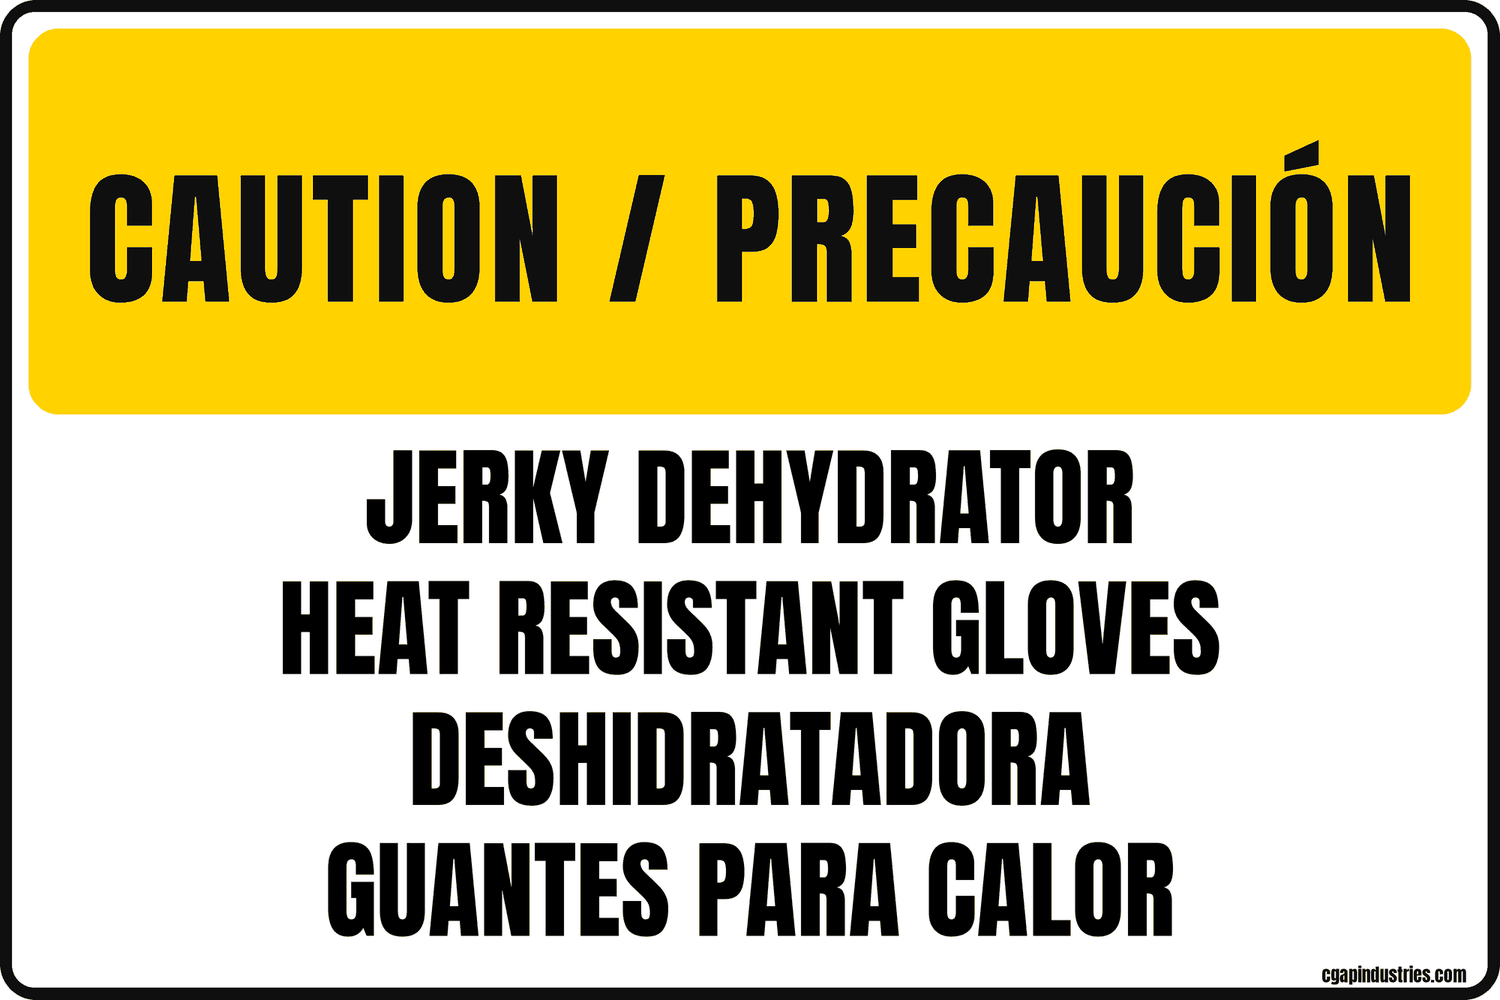 CAUTION / PRECAUCIÓN
JERKY DEHYDRATOR
HEAT RESISTANT GLOVES
DESHIDRATADORA
GUANTES PARA CALOR
cgapindustries.com